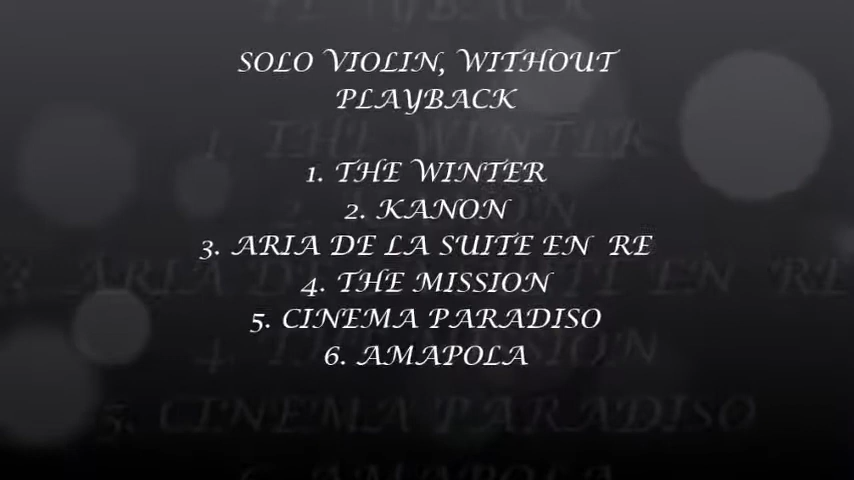 SOLO VIOLIN, WITHOUT
PLAYBACK
1. THE WINTER
2. KANON
3. ARIA DE LA SUITE EN RE
4. THE MISSION
5. CINEMA PARADISO
6. AMAPOLA